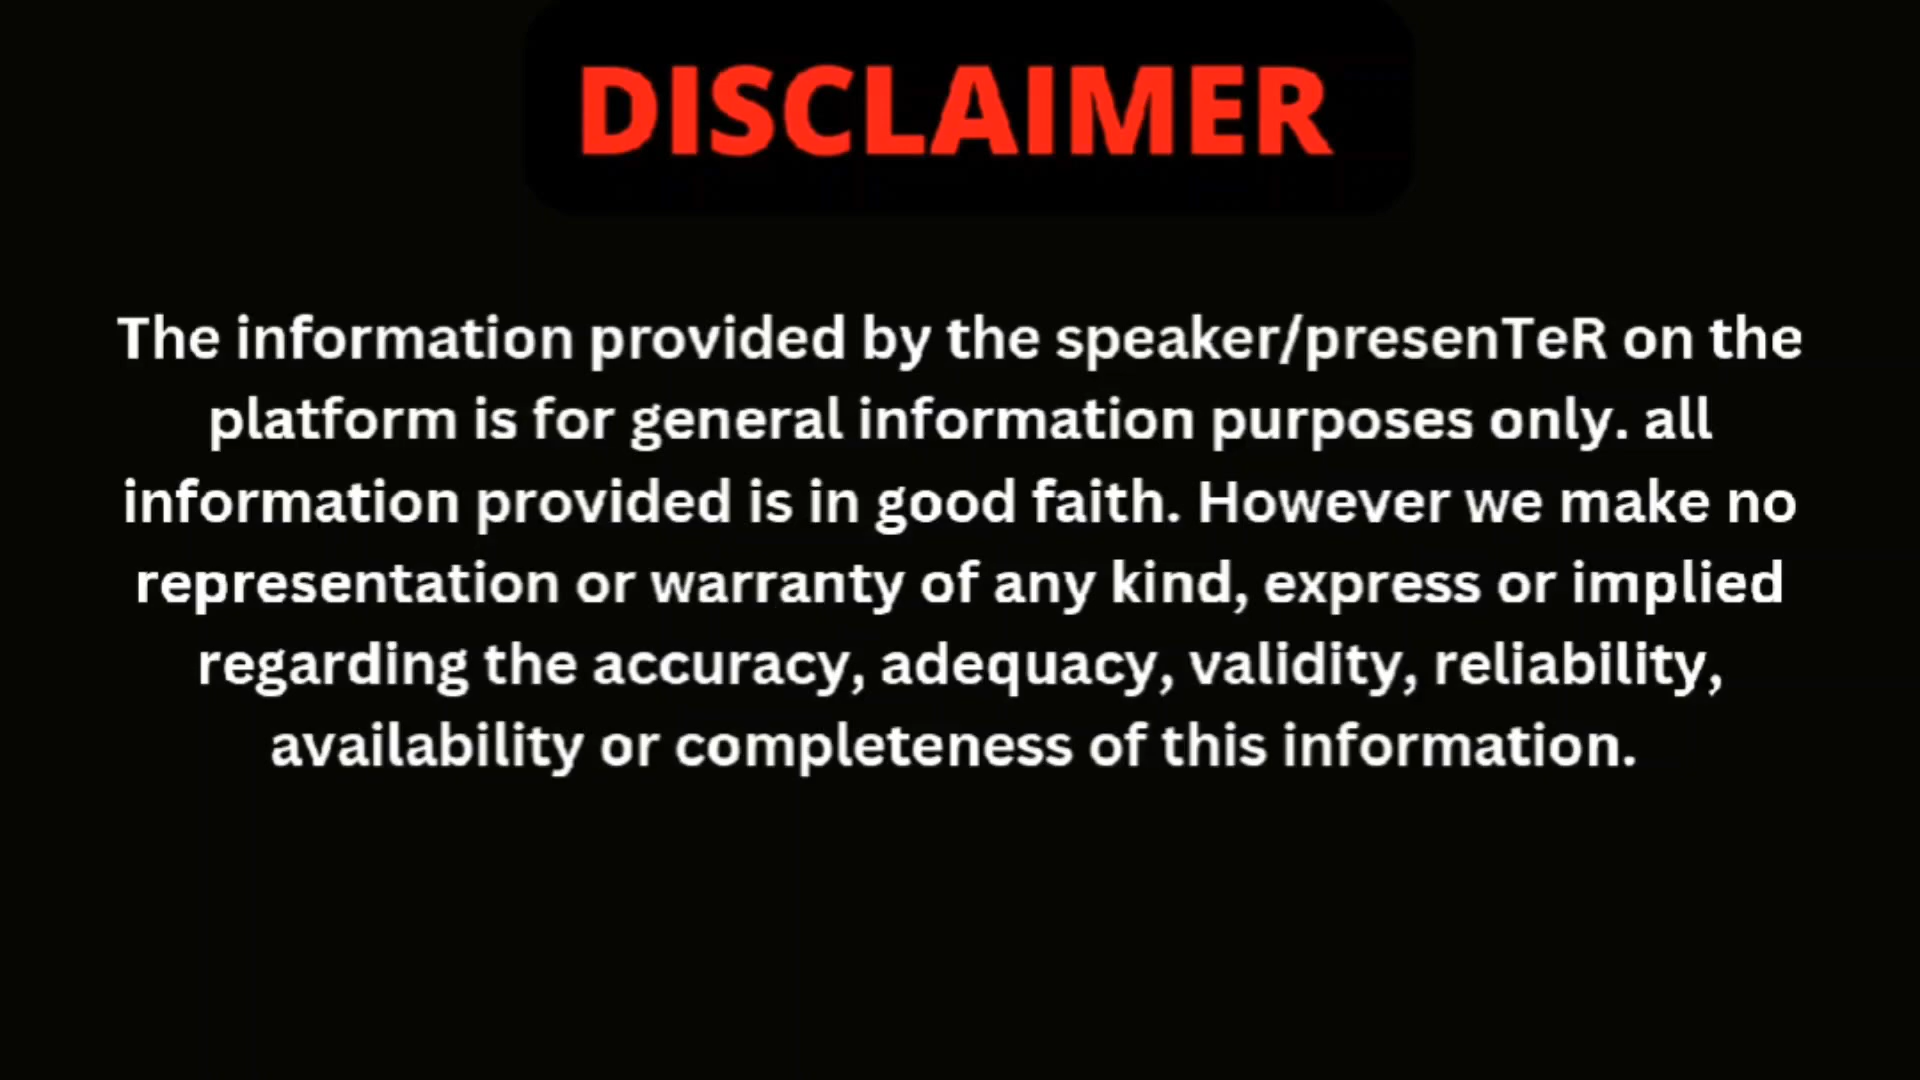 DISCLAIMER
The information provided by the speaker/presenTeR on the
platform is for general information purposes only. all
information provided is in good faith. However we make no
representation or warranty of any kind, express or implied
regarding the accuracy, adequacy, validity, reliability,
availability or completeness of this information.